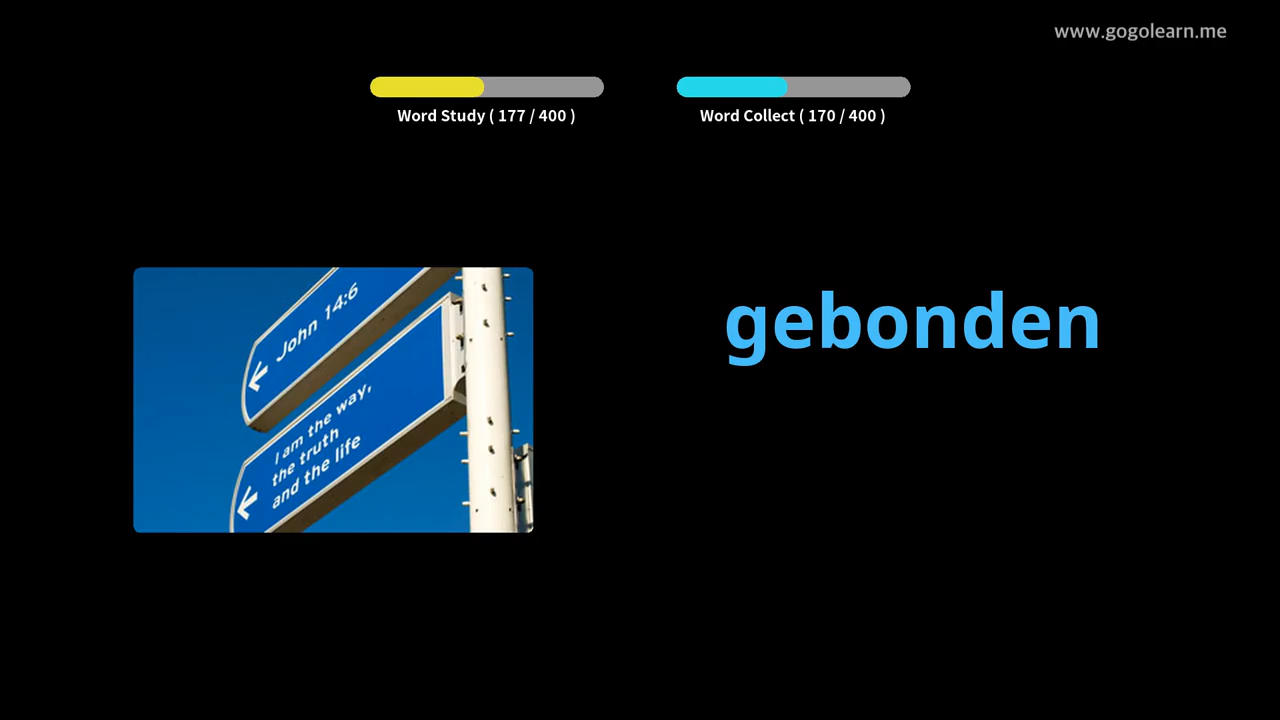 www.gogolearn.me
Word Study ( 177 / 400 )
Word Collect ( 170 / 400 )
John 14:6
I am the way,
the truth
and the life
gebonden